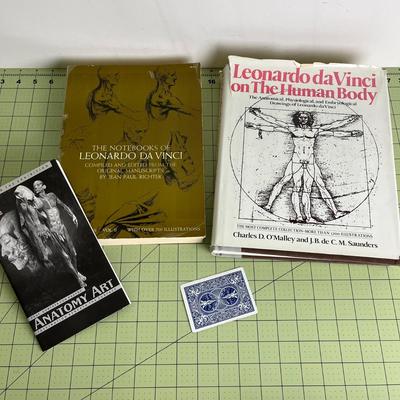 THE NOTEBOOKS OF
LEONARDO DA VINCI
COMPILED AND EDITED FROM THE
ORIGINAL MANUSCRIPTS
BY JEAN PAUL RICHTER
VOL. II WITH OVER 700 ILLUSTRATIONS
Leonardo da Vinci
on The Human Body
The Anatomical, Physiological, and Embryological
Drawings of Leonardo da Vinci
THE MOST COMPLETE COLLECTION-MORE THAN 1200 ILLUSTRATIONS
Charles D. O'Malley and J.B. de C. M. Saunders
ANATOMY ART